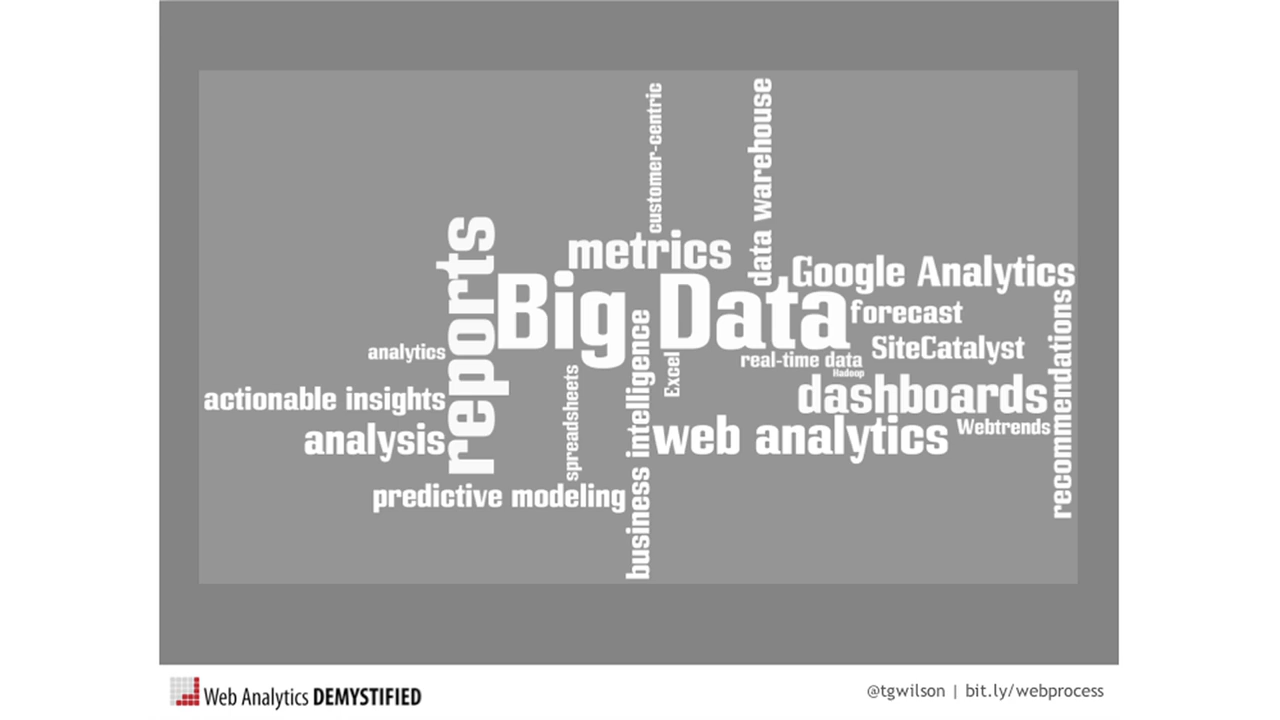 customer-centric
data warehouse
reports
metrics
Google Analytics
Big Data
forecast
analytics
real-time data
SiteCatalyst
Hadoop
Excel
spreadsheets
business intelligence
recommendations
actionable insights
dashboards
analysis
web analytics
Webtrends
predictive modeling
Web Analytics DEMYSTIFIED
@tgwilson | bit.ly/webprocess